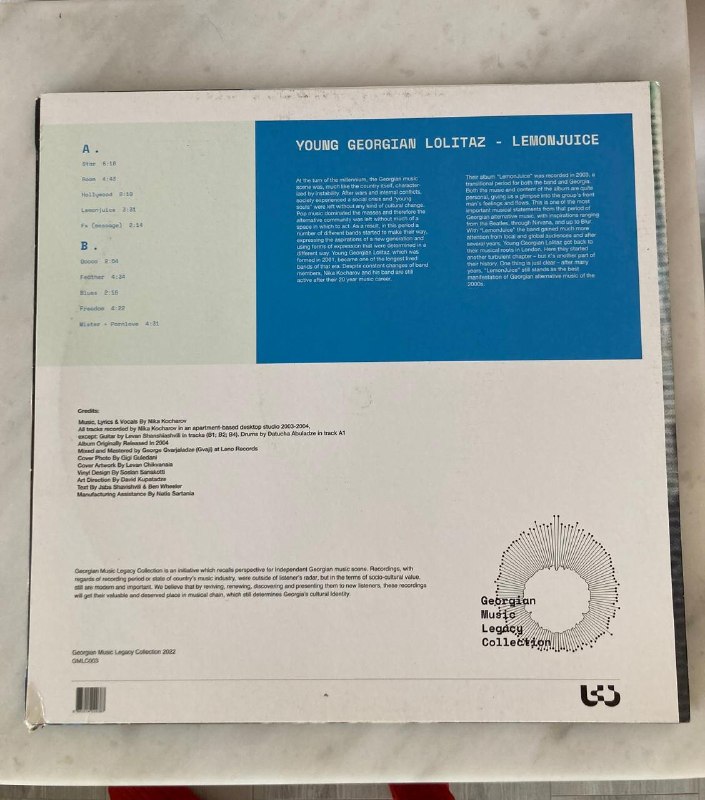 YOUNG GEORGIAN LOLITAZ - LEMONJUICE
A.
Star 6:18
Room 4:43
Hollywood
Lemonjuice 3:31
Fx (message) 2:14
B.
2:04
Feather 4:34
Blues
Freedom 4:22
Mister - Pornlove 4:31
At the turn of the millennium, the Georgian music
scene was, much like the country itself, character-
ized by instability. After wars and internal conflicts,
society experienced a social crisis and "young
souls" were left without any kind of cultural change.
Pop music dominated the masses and therefore the
alternative community was left without much of a
space in which to act. As a result, in this period a
number of different bands started to make their way,
expressing the aspirations of a new generation and
using forms of expression that were determined in a
different way. Young Georgian Lolitaz, which was
formed in 2001, became one of the longest lived
bands of that era. Despite constant changes of band
members, Nika Kocharov and his band are still
active after their 20 year music career.
Their album "Lemonjuice" was recorded in 2003, a
transitional period for both the band and Georgia.
Both the music and content of the album are quite
personal, giving us a glimpse into the group's front
man's feelings and flows. This is one of the most
important musical statements from that period of
Georgian alternative music, with inspirations ranging
from the Beatles, through Nirvana, and up to Blur.
With "Lemonjuice" the band gained much more
attention from local and global audiences and after
several years, Young Georgian Lolitaz got back to
their musical roots in London. Here they started
another turbulent chapter – but it's another part of
their history. One thing is just clear – after many
years, "LemonJuice" still stands as the best
manifestation of Georgian alternative music of the
2000s.
Credits:
Music, Lyrics & Vocals By Nika Kocharov
All tracks recorded by Nika Kocharov in an apartment-based desktop studio 2003-2004,
except: Guitar by Levan Shanshiashvili in tracks (B1; B2; B4), Drums by Datucha Abuladze in track A1
Album Originally Released in 2004
Mixed and Mastered by George Gvarjaladze (Gvaji) at Leno Records
Cover Photo By Gigi Guledani
Cover Artwork By Levan Chikvanaia
Vinyl Design By Soslan Sanakoti
Art Direction By David Kupatadze
Text By Jaba Shavishvili & Ben Wheeler
Manufacturing Assistance By Natia Sartania
Georgian Music Legacy Collection is an initiative which recalls perspective for Independent Georgian music scene. Recordings, with
regards of recording period or state of country's music industry, were outside of listener's radar, but in the terms of socio-cultural value,
still are modern and important. We believe that by reviving, renewing, discovering and presenting them to new listeners, these recordings
will get their valuable and deserved place in musical chain, which still determines Georgia's cultural identity.
Georgian
Music
Legacy
Collection
Georgian Music Legacy Collection 2022
GMLC003